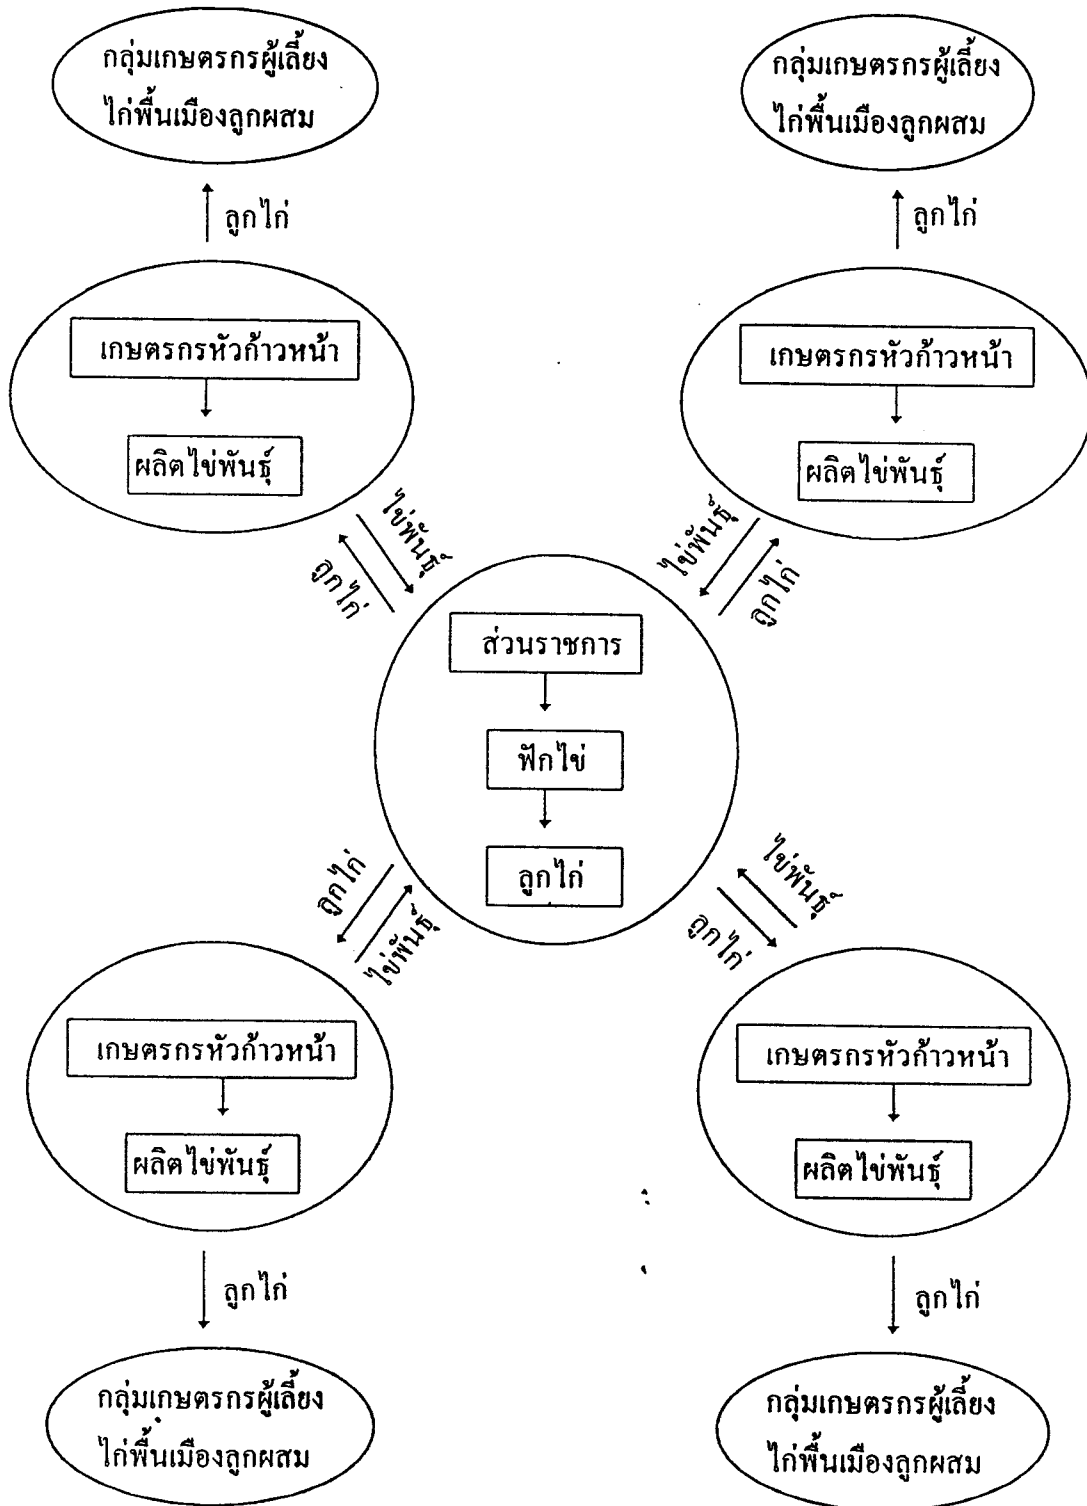 กลุ่มเกษตรกรผู้เลี้ยง
ไก่พื้นเมืองลูกผสม
กลุ่มเกษตรกรผู้เลี้ยง
ไก่พื้นเมืองลูกผสม
ลูกไก่
ลูกไก่
เกษตรกรหัวก้าวหน้า
ผลิตไข่พันธุ์
เกษตรกรหัวก้าวหน้า
ผลิตไข่พันธุ์
ไข่พันธุ์
ลูกไก่
ไข่พันธุ์
ลูกไก่
ส่วนราชการ
ฟักไข่
ลูกไก่
ลูกไก่
ไข่พันธุ์
ไข่พันธุ์
ลูกไก่
เกษตรกรหัวก้าวหน้า
ผลิตไข่พันธุ์
เกษตรกรหัวก้าวหน้า
ผลิตไข่พันธุ์
ลูกไก่
ลูกไก่
กลุ่มเกษตรกรผู้เลี้ยง
ไก่พื้นเมืองลูกผสม
กลุ่มเกษตรกรผู้เลี้ยง
ไก่พื้นเมืองลูกผสม